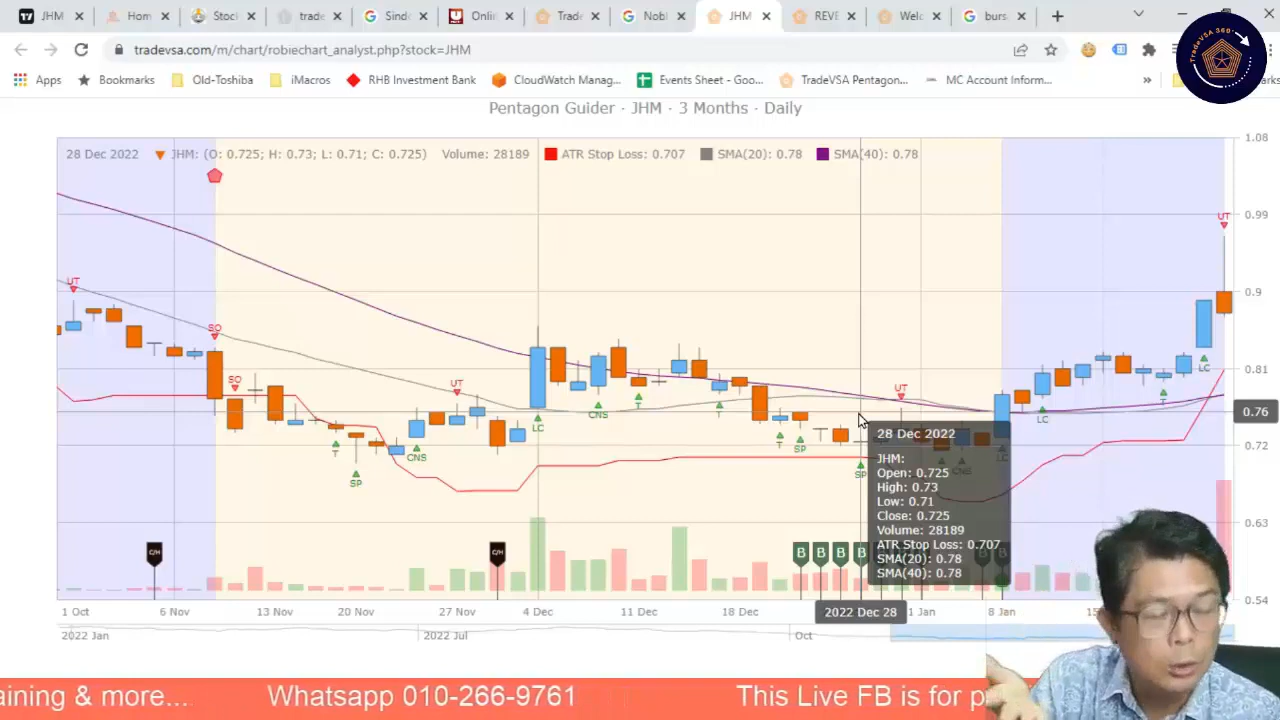 JHM
Hom
Stoc
trade
Sind
Onlin
Trade
Nobl
JHM
REVE
Welc
burs
tradevsa.com/m/chart/robiechart_analyst.php?stock=JHM
TradeVSA 360°
Apps
Bookmarks
Old-Toshiba
iMacros
RHB Investment Bank
CloudWatch Manag...
Events Sheet - Goo...
TradeVSA Pentagon...
MC Account Inform...
»
Pentagon Guider · JHM · 3 Months · Daily
28 Dec 2022 JHM: (O: 0.725; H: 0.73; L: 0.71; C: 0.725) Volume: 28189 ATR Stop Loss: 0.707 SMA(20): 0.78 SMA(40): 0.78
1.08
0.99
0.9
0.81
0.76
0.72
0.63
0.54
UT
SO
SO
T
SP
CNS
UT
LC
CNS
T
T
T
SP
SP
UT
CNS
LC
LC
T
LC
UT
28 Dec 2022
JHM:
Open: 0.725
High: 0.73
Low: 0.71
Close: 0.725
Volume: 28189
ATR Stop Loss: 0.707
SMA(20): 0.78
SMA(40): 0.78
C/H
C/H
B B B B B B
1 Oct 6 Nov 13 Nov 20 Nov 27 Nov 4 Dec 11 Dec 18 Dec 2022 Dec 28 1 Jan 8 Jan
2022 Jan 2022 Jul Oct
aining & more... Whatsapp 010-266-9761 This Live FB is for p